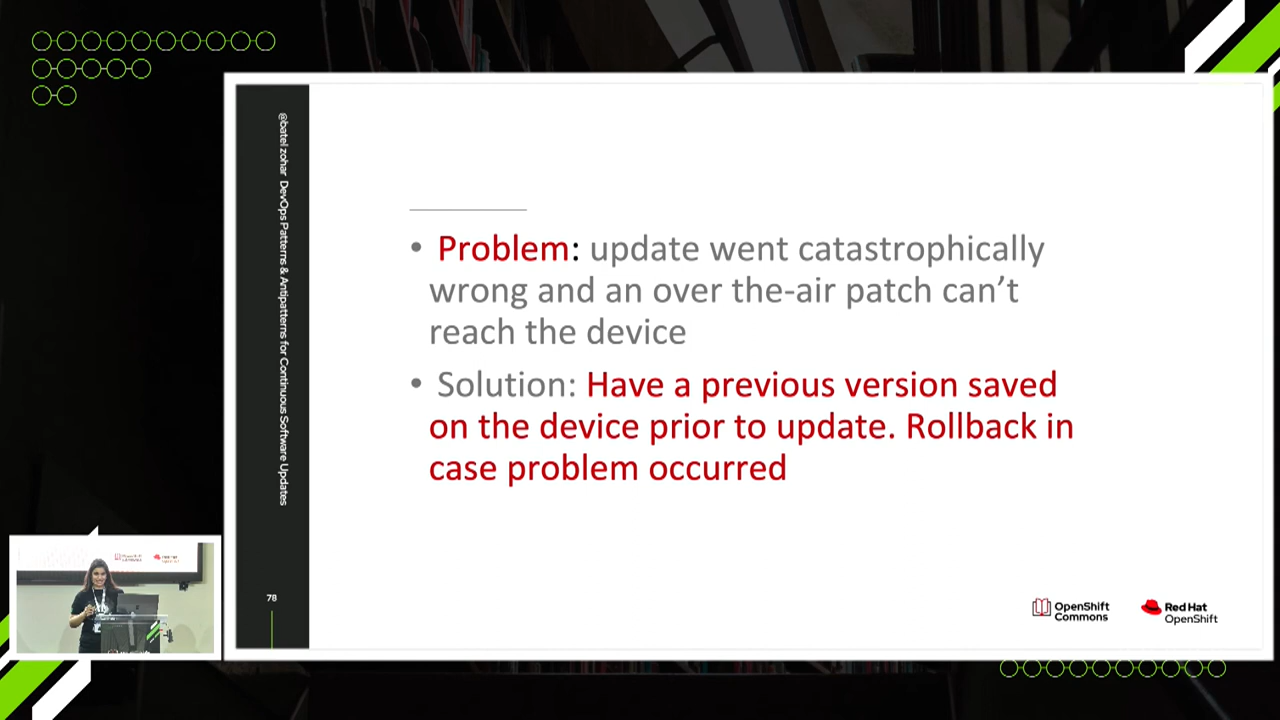 @batel zohar DevOps Patterns & Antipatterns for Continuous Software Updates
• Problem: update went catastrophically
wrong and an over the-air patch can’t
reach the device
• Solution: Have a previous version saved
on the device prior to update. Rollback in
case problem occurred
78
OpenShift
Commons
Red Hat
OpenShift